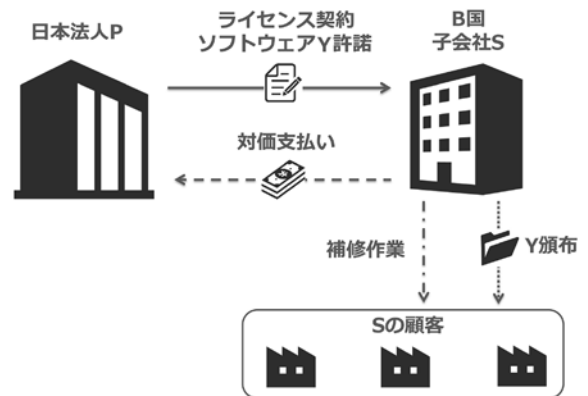 日本法人P
ライセンス契約
ソフトウェアY許諾
B国
子会社S
対価支払い
補修作業
Y頒布
Sの顧客